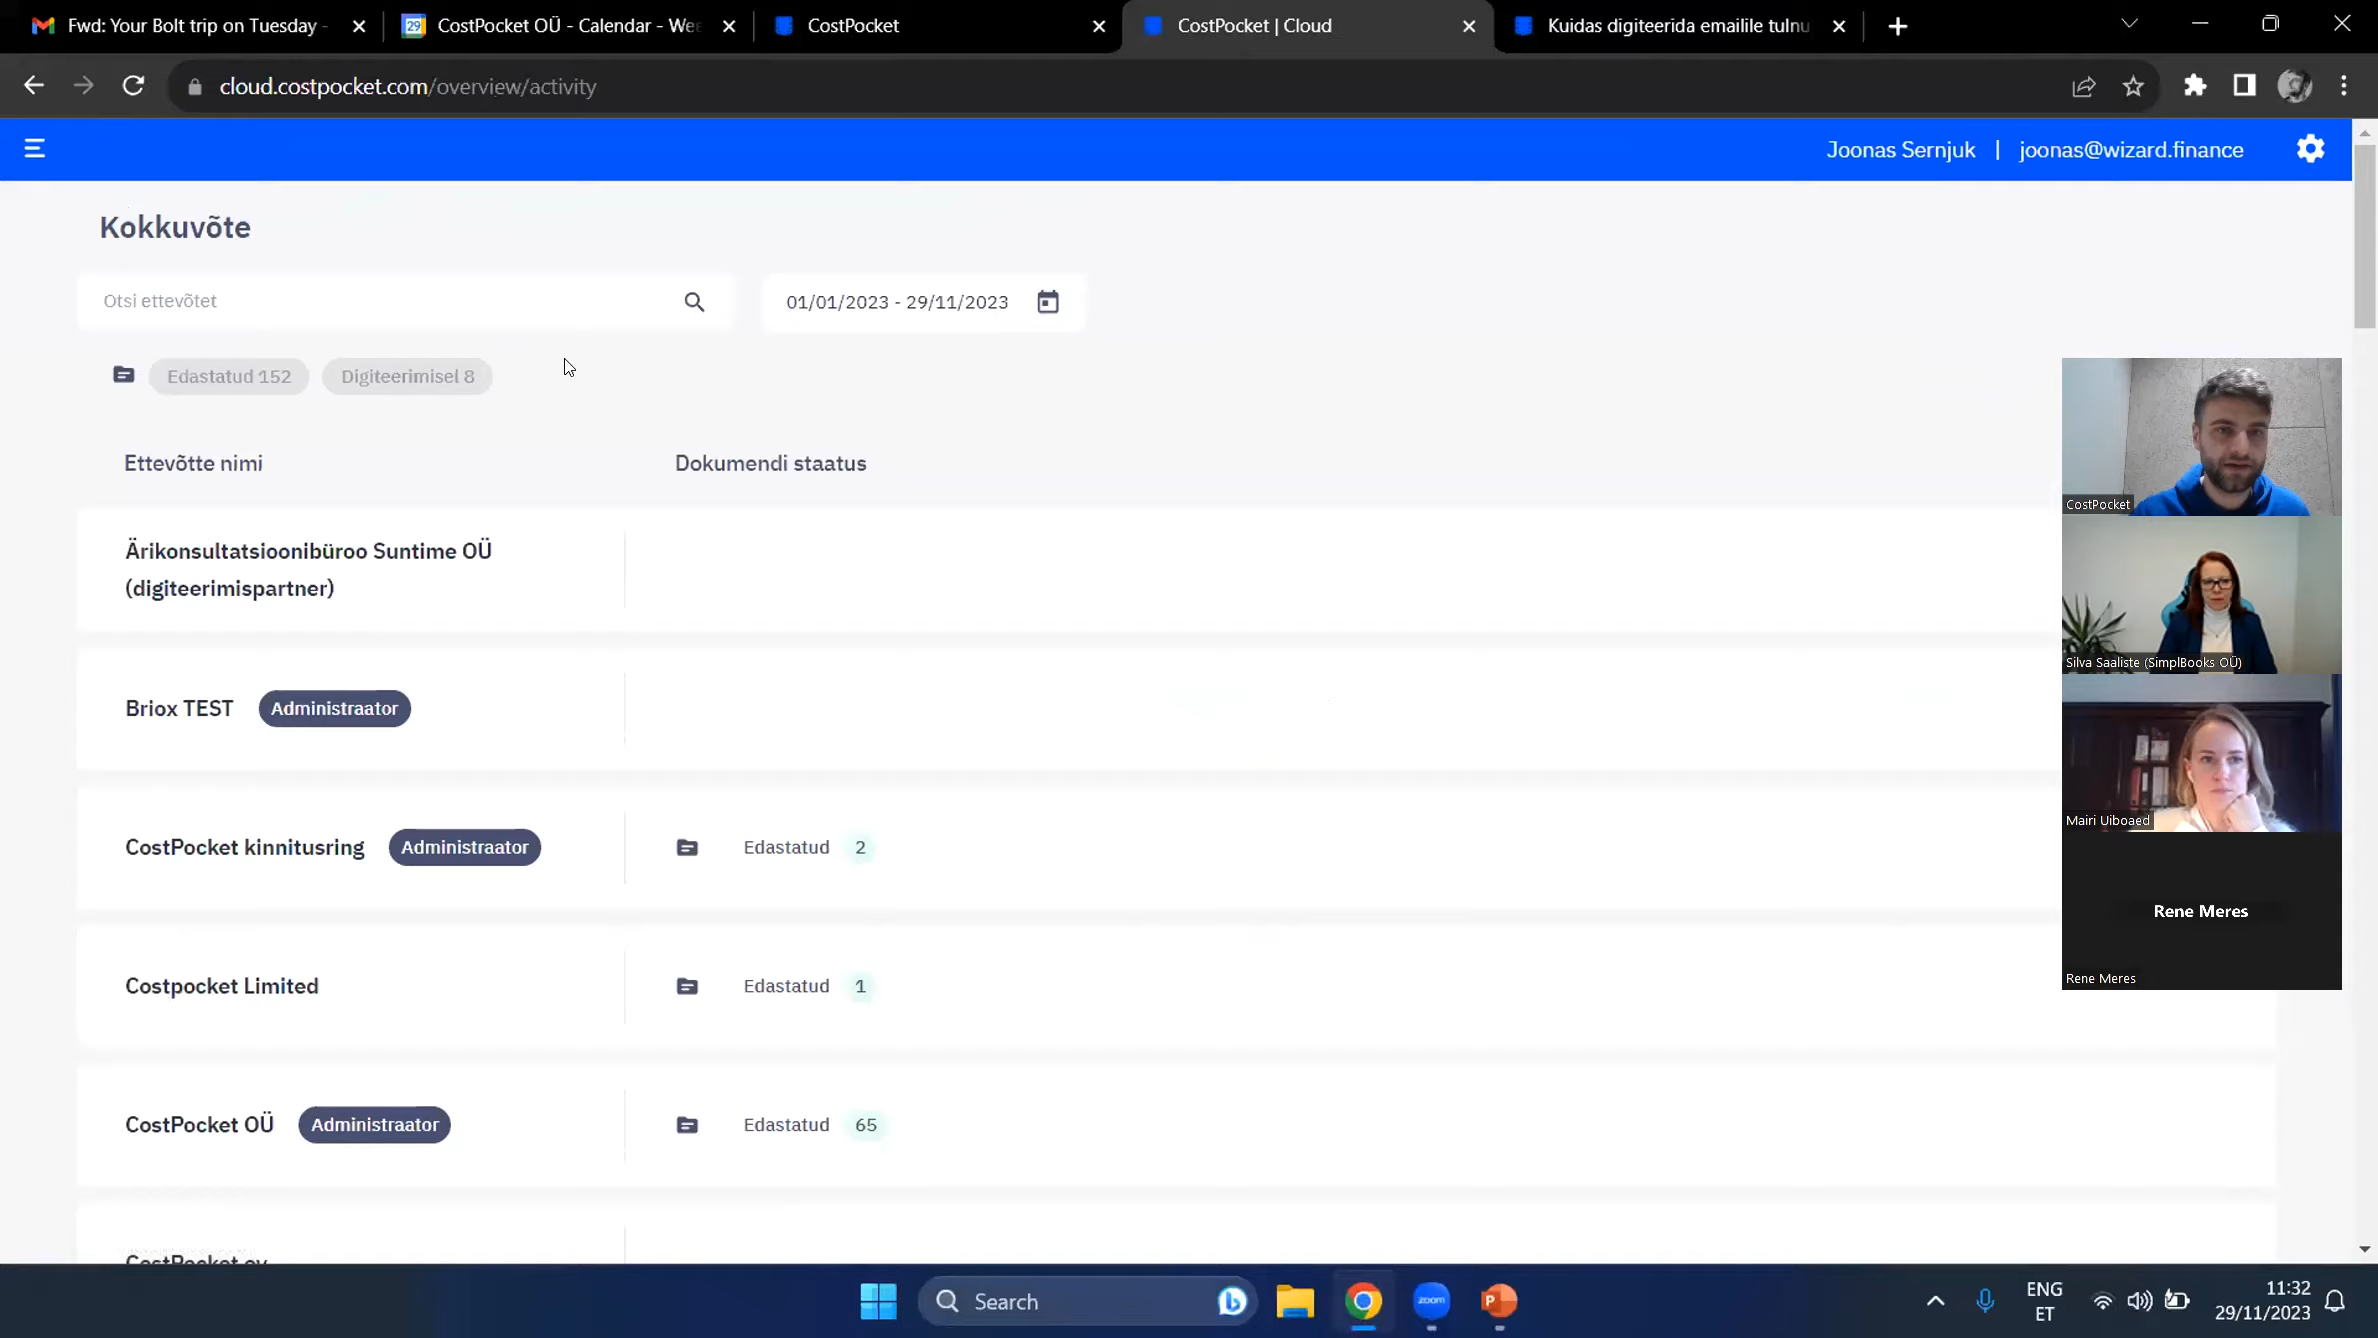 Fwd: Your Bolt trip on Tuesday -
CostPocket OÜ - Calendar - We
CostPocket
CostPocket | Cloud
Kuidas digiteerida emailile tulnu
cloud.costpocket.com/overview/activity
Joonas Sernjuk | joonas@wizard.finance
Kokkuvõte
Otsi ettevõtet
01/01/2023 - 29/11/2023
Edastatud 152
Digiteerimisel 8
Ettevõtte nimi
Dokumendi staatus
Ärikonsultatsioonibüroo Suntime OÜ
(digiteerimispartner)
Briox TEST
Administraator
CostPocket kinnitusring
Administraator
Edastatud 2
Costpocket Limited
Edastatud 1
CostPocket OÜ
Administraator
Edastatud 65
CostPocket
CostPocket
Silva Saaliste (SimplBooks OÜ)
Mairi Uiboaed
Rene Meres
Rene Meres
Search
zoom
ENG
ET
11:32
29/11/2023